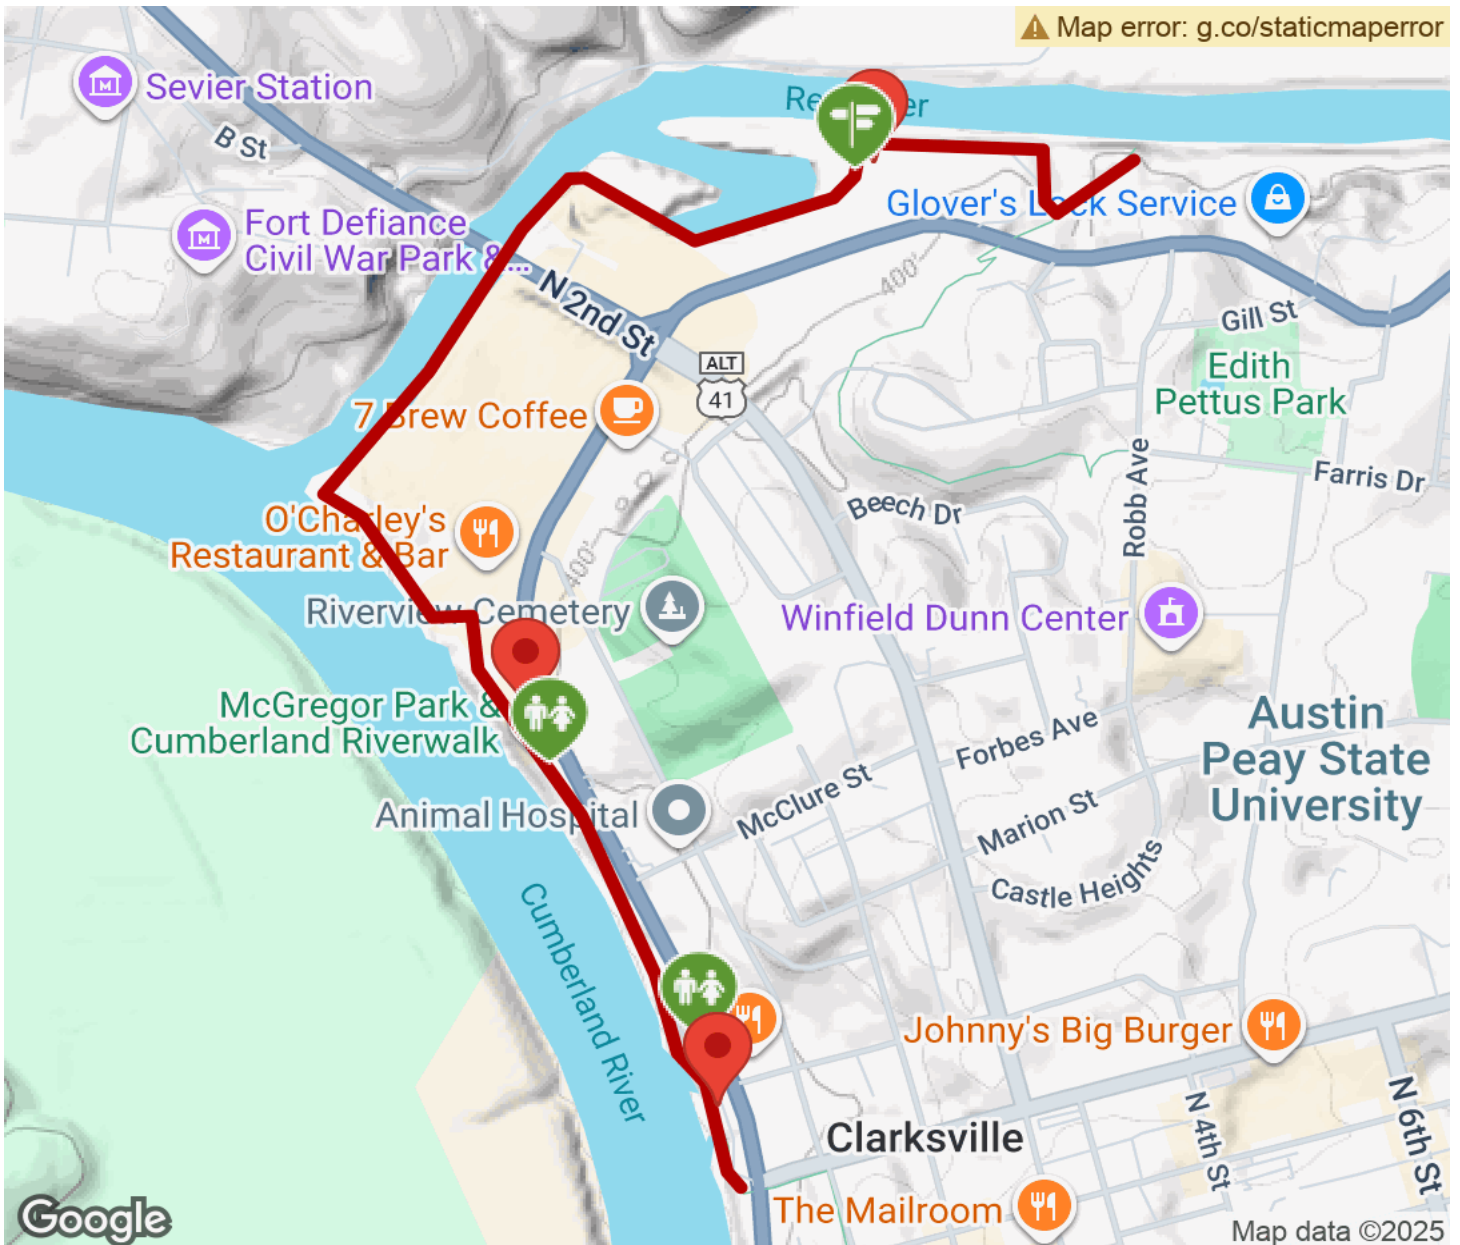 Map error: g.co/staticmaperror
Sevier Station
B St
Fort Defiance
Civil War Park &...
Glover's Lock Service
N 2nd St
400'
ALT
41
Gill St
Edith
Pettus Park
7 Brew Coffee
Farris Dr
Robb Ave
Beech Dr
O'Charley's
Restaurant & Bar
400'
Riverview Cemetery
Winfield Dunn Center
McGregor Park &
Cumberland Riverwalk
Austin
Peay State
University
Forbes Ave
Animal Hospital
McClure St
Marion St
Castle Heights
Cumberland River
Johnny's Big Burger
N 4th St
N 6th St
Clarksville
The Mailroom
Google
Map data ©2025